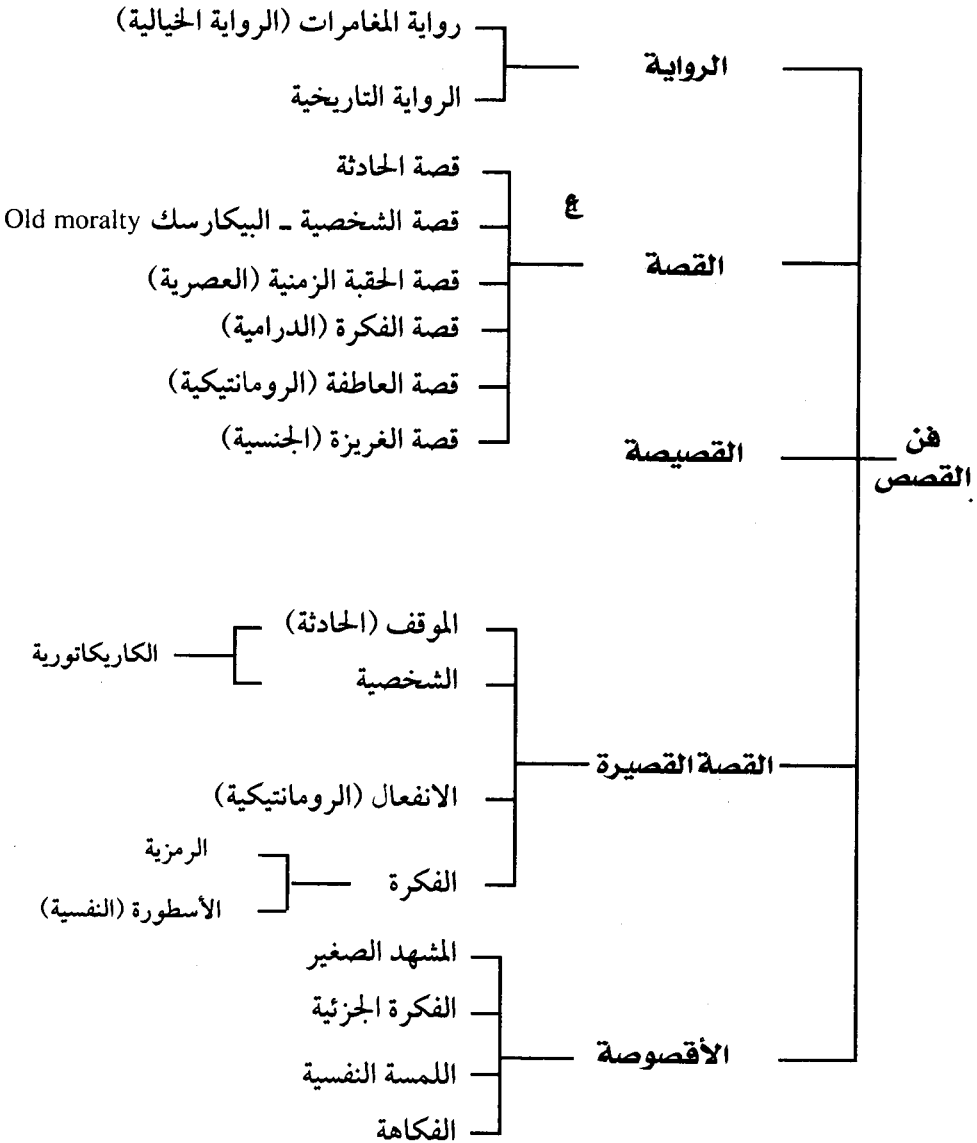 رواية المغامرات (الرواية الخيالية)
الرواية
الرواية التاريخية
قصة الحادثة
قصة الشخصية ـ البيكارسك Old moralty
القصة
قصة الحقبة الزمنية (العصرية)
قصة الفكرة (الدرامية)
قصة العاطفة (الرومانتيكية)
قصة الغريزة (الجنسية)
القصيصة
فن
القصص
الموقف (الحادثة)
الكاريكاتورية
الشخصية
القصة القصيرة
الانفعال (الرومانتيكية)
الرمزية
الفكرة
الأسطورة (النفسية)
المشهد الصغير
الفكرة الجزئية
الأقصوصة
اللمسة النفسية
الفكاهة